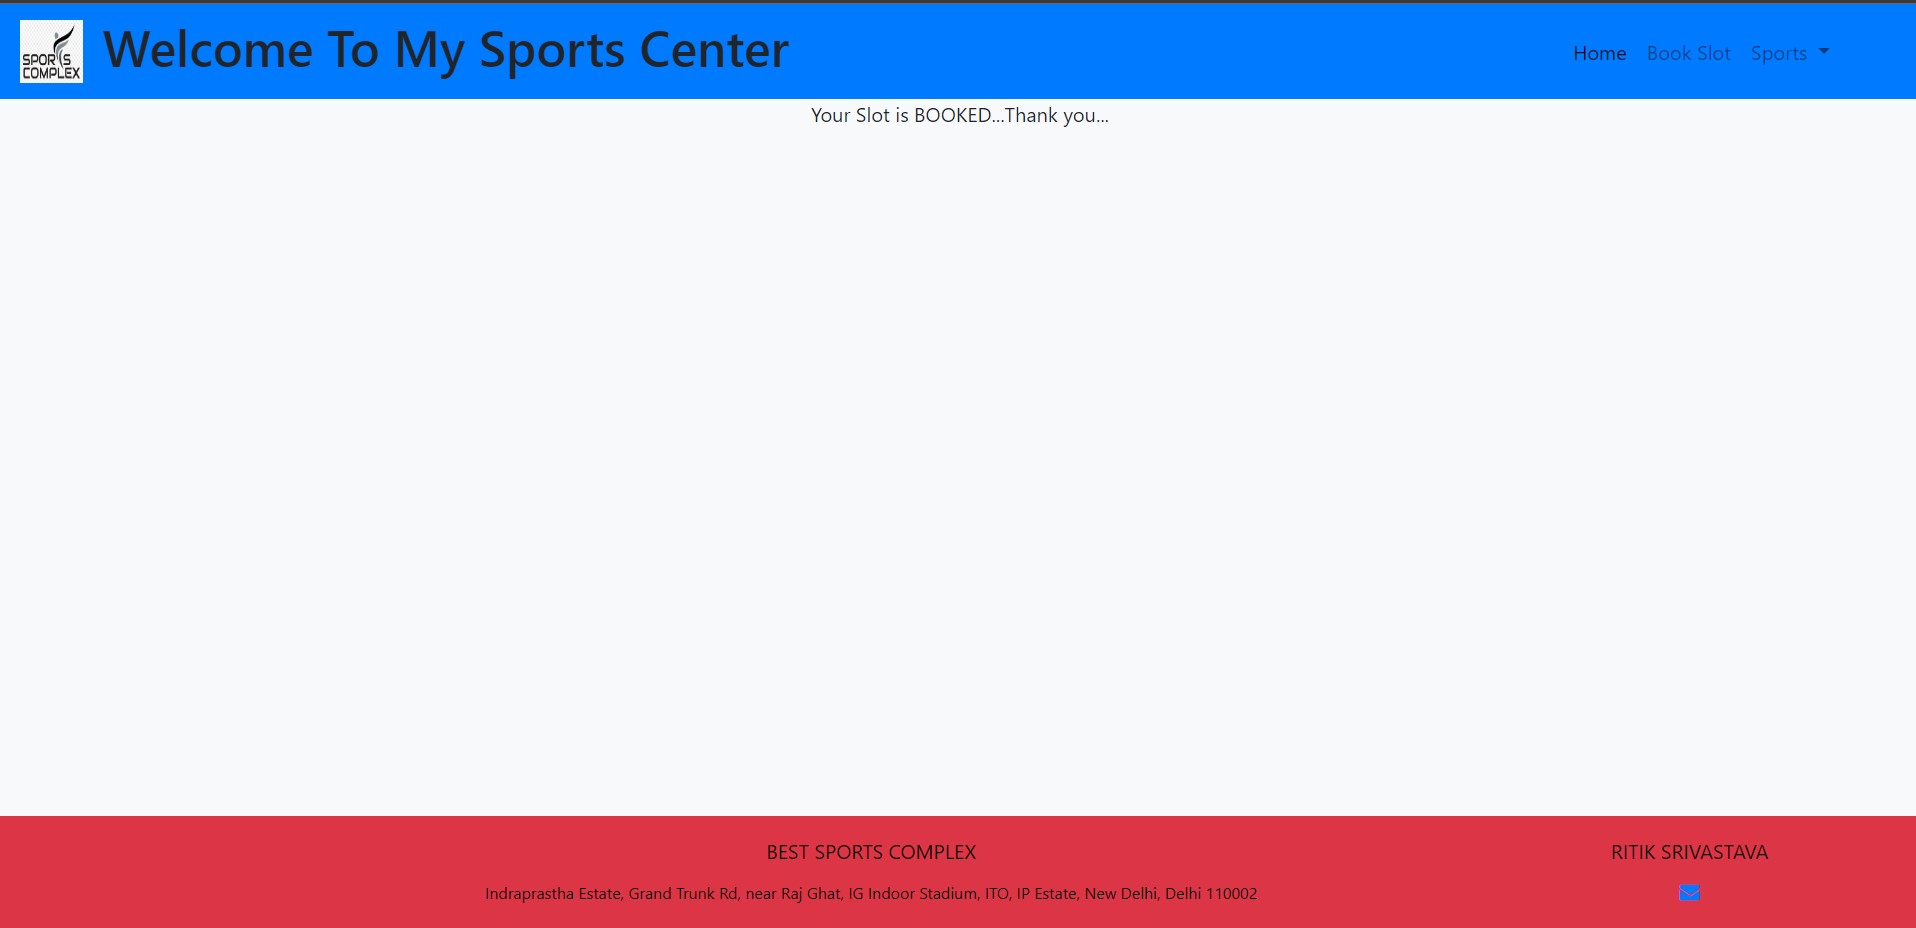 SPORTS
COMPLEX
Welcome To My Sports Center
Home Book Slot Sports
Your Slot is BOOKED...Thank you...
BEST SPORTS COMPLEX
Indraprastha Estate, Grand Trunk Rd, near Raj Ghat, IG Indoor Stadium, ITO, IP Estate, New Delhi, Delhi 110002
RITIK SRIVASTAVA